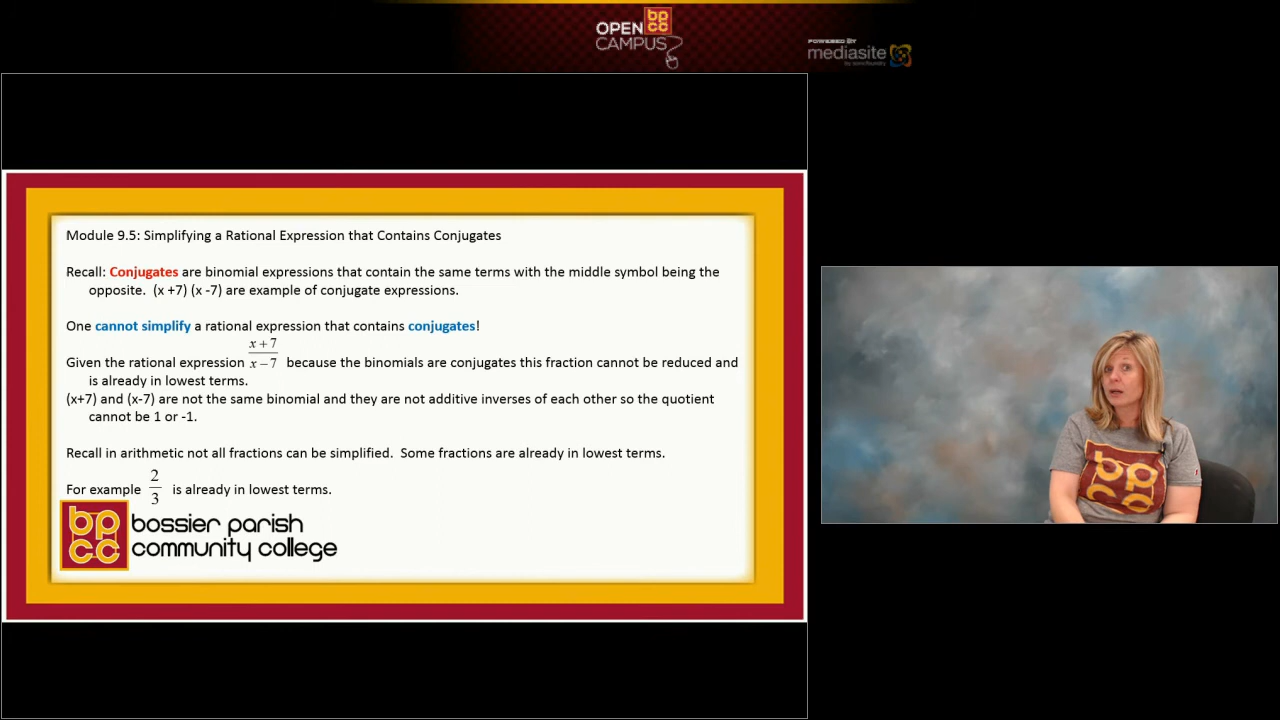 OPEN bp
CAMPUS cc
POWERED BY
mediasite
by sonicfoundry
Module 9.5: Simplifying a Rational Expression that Contains Conjugates
Recall: Conjugates are binomial expressions that contain the same terms with the middle symbol being the
opposite. (x +7) (x -7) are example of conjugate expressions.
One cannot simplify a rational expression that contains conjugates!
Given the rational expression x + 7 / x − 7 because the binomials are conjugates this fraction cannot be reduced and
is already in lowest terms.
(x+7) and (x-7) are not the same binomial and they are not additive inverses of each other so the quotient
cannot be 1 or -1.
Recall in arithmetic not all fractions can be simplified. Some fractions are already in lowest terms.
For example 2/3 is already in lowest terms.
bp bossier parish
cc community college
bp
cc